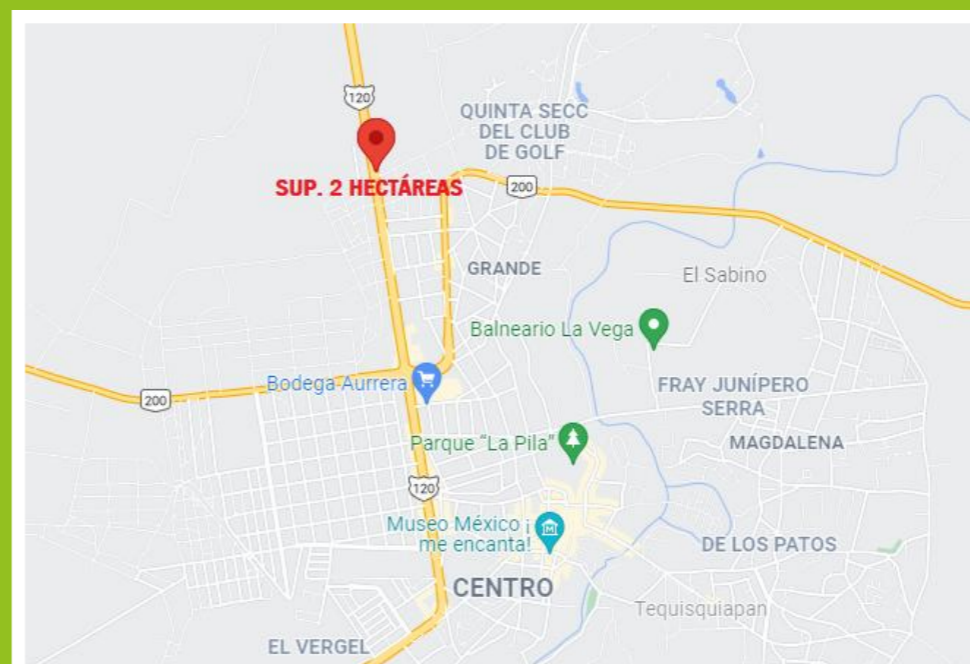 120
QUINTA SECC
DEL CLUB
DE GOLF
SUP. 2 HECTÁREAS
200
GRANDE
El Sabino
Balneario La Vega
Bodega Aurrera
200
FRAY JUNÍPERO
SERRA
Parque "La Pila"
MAGDALENA
120
Museo México ¡
me encanta!
DE LOS PATOS
CENTRO
Tequisquiapan
EL VERGEL